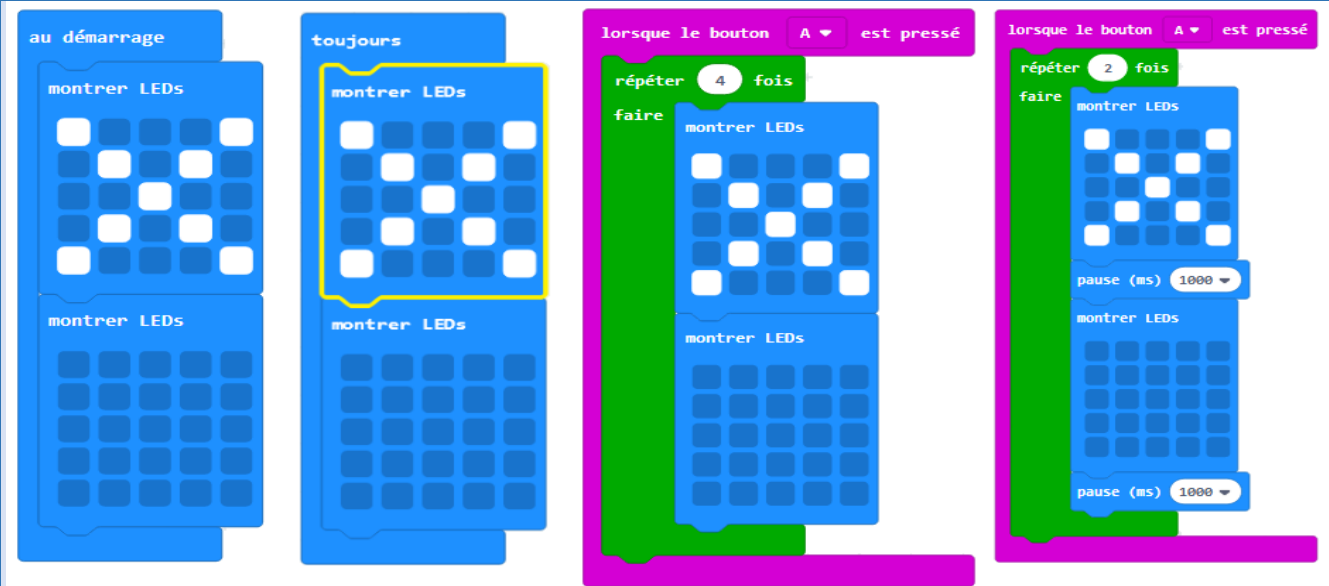 au démarrage
montrer LEDs
montrer LEDs
toujours
montrer LEDs
montrer LEDs
lorsque le bouton A est pressé
répéter 4 fois
faire
montrer LEDs
montrer LEDs
lorsque le bouton A est pressé
répéter 2 fois
faire
montrer LEDs
pause (ms) 1000
montrer LEDs
pause (ms) 1000